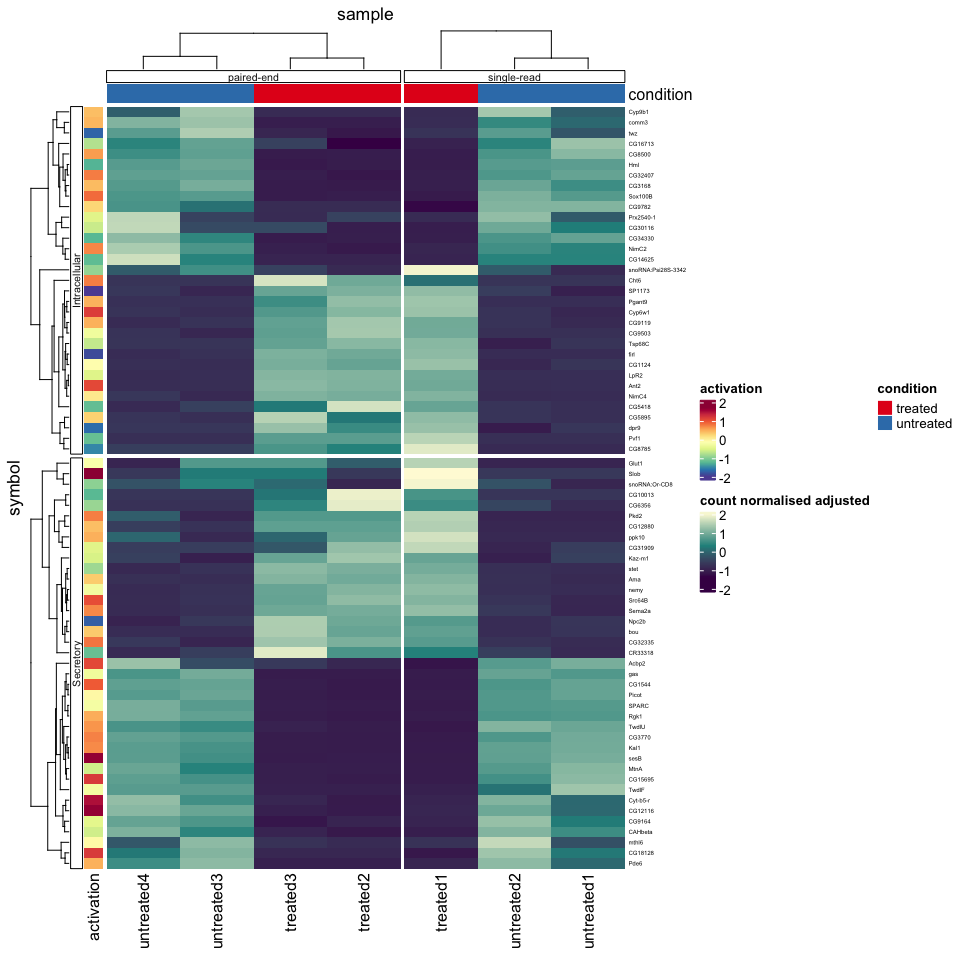 sample
paired-end
single-read
condition
Cyp9b1
comm3
twz
CG16713
CG8500
Hml
CG32407
CG3168
Sox100B
CG9782
Prx2540-1
CG30116
CG34330
NimC2
CG14625
snoRNA:Psi28S-3342
Cht6
SP1173
Pgant9
Cyp6w1
CG9119
CG9503
Tsp68C
firl
CG1124
LpR2
Ant2
NimC4
CG5418
CG5895
dpr9
Pvf1
CG8785
Intracellular
Glut1
Slob
snoRNA:Or-CD8
CG10013
CG6356
Pkd2
CG12880
ppk10
CG31909
Kaz-m1
stet
Ama
nemy
Src64B
Sema2a
Npc2b
bou
CG32335
CR33318
Acbp2
gas
CG1544
Picot
SPARC
Rgk1
TwdlU
CG3770
Kal1
sesB
MtnA
CG15695
TwdlF
Cyt-b5-r
CG12116
CG9164
CAHbeta
mthl6
CG18126
Pde6
Secretory
symbol
activation
untreated4
untreated3
treated3
treated2
treated1
untreated2
untreated1
activation
2
1
0
-1
-2
condition
treated
untreated
count normalised adjusted
2
1
0
-1
-2